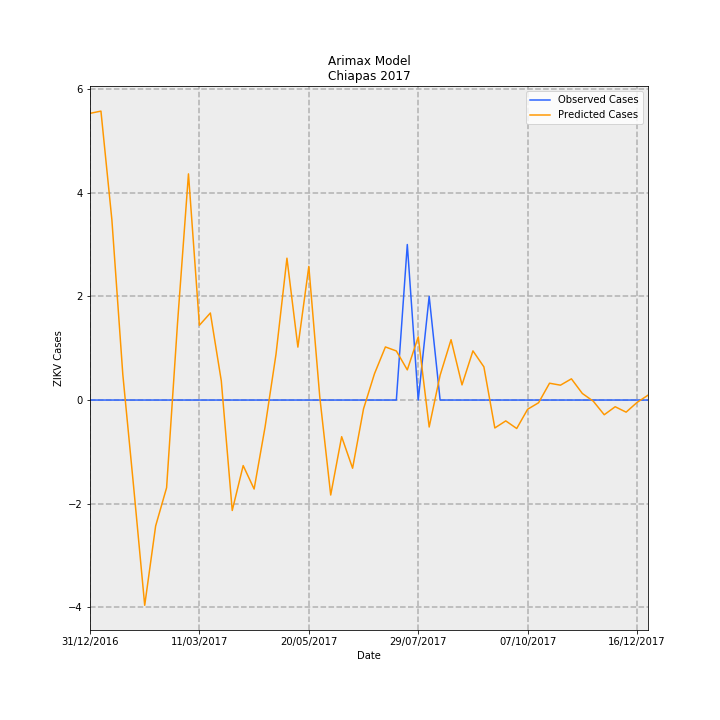 Arimax Model
Chiapas 2017
Observed Cases
Predicted Cases
6
4
2
0
−2
−4
ZIKV Cases
31/12/2016
11/03/2017
20/05/2017
29/07/2017
07/10/2017
16/12/2017
Date